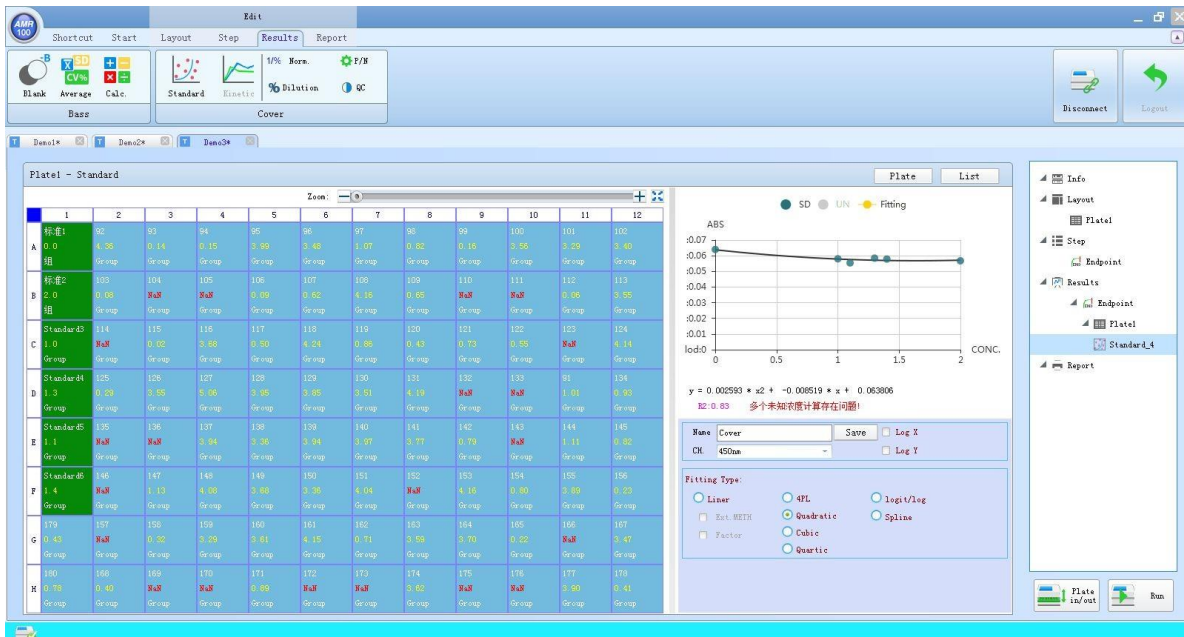 Edit
AMR 100
Shortcut Start Layout Step Results Report
Blank Average Calc.
-B SD CV%
Bass
Standard Kinetic
1/% Norm. P/N
% Dilution QC
Cover
Disconnect Logout
T Demo1* T Demo2* T Demo3*
Plate1 - Standard
Plate List
Zoom:
1 2 3 4 5 6 7 8 9 10 11 12
标准1 92 93 94 95 96 97 98 99 100 101 102
A 0.0 4.36 0.14 0.15 3.99 3.48 1.07 0.82 0.16 3.56 3.29 3.40
组 Group Group Group Group Group Group Group Group Group Group Group
标准2 103 104 105 106 107 108 109 110 111 112 113
B 2.0 0.08 NaN NaN 0.09 0.62 4.16 0.65 NaN NaN 0.06 3.55
组 Group Group Group Group Group Group Group Group Group Group Group
Standard3 114 115 116 117 118 119 120 121 122 123 124
C 1.0 NaN 0.02 3.68 0.50 4.24 0.86 0.43 0.73 0.55 NaN 4.14
Group Group Group Group Group Group Group Group Group Group Group Group
Standard4 125 126 127 128 129 130 131 132 133 91 134
D 1.3 0.29 3.55 5.06 3.95 3.85 3.51 4.19 NaN NaN 1.01 0.93
Group Group Group Group Group Group Group Group Group Group Group Group
Standard5 135 136 137 138 139 140 141 142 143 144 145
E 1.1 NaN NaN 3.94 3.36 3.94 3.97 3.77 0.79 NaN 1.11 0.82
Group Group Group Group Group Group Group Group Group Group Group Group
Standard6 146 147 148 149 150 151 152 153 154 155 156
F 1.4 NaN 1.13 4.08 3.68 3.36 4.04 NaN 4.16 0.80 3.89 0.23
Group Group Group Group Group Group Group Group Group Group Group Group
179 157 158 159 160 161 162 163 164 165 166 167
G 0.43 NaN 0.32 3.29 3.61 4.15 0.71 3.59 3.70 0.22 NaN 3.47
Group Group Group Group Group Group Group Group Group Group Group Group
180 168 169 170 171 172 173 174 175 176 177 178
H 0.78 0.40 NaN NaN 0.89 NaN NaN 3.62 NaN NaN 3.90 0.41
Group Group Group Group Group Group Group Group Group Group Group Group
SD UN Fitting
ABS
:0.07
:0.06
:0.05
:0.04
:0.03
:0.02
:0.01
lod:0
0 0.5 1 1.5 2 CONC.
y = 0.002593 * x2 + -0.008519 * x + 0.063806
R2:0.83 多个未知浓度计算存在问题!
Name Cover Save Log X
CH. 450nm Log Y
Fitting Type:
Liner 4PL logit/log
Ext.METH Quadratic Spline
Factor Cubic
Quartic
Info
Layout
Plate1
Step
Endpoint
Results
Endpoint
Plate1
Standard_4
Report
Plate in/out
Run